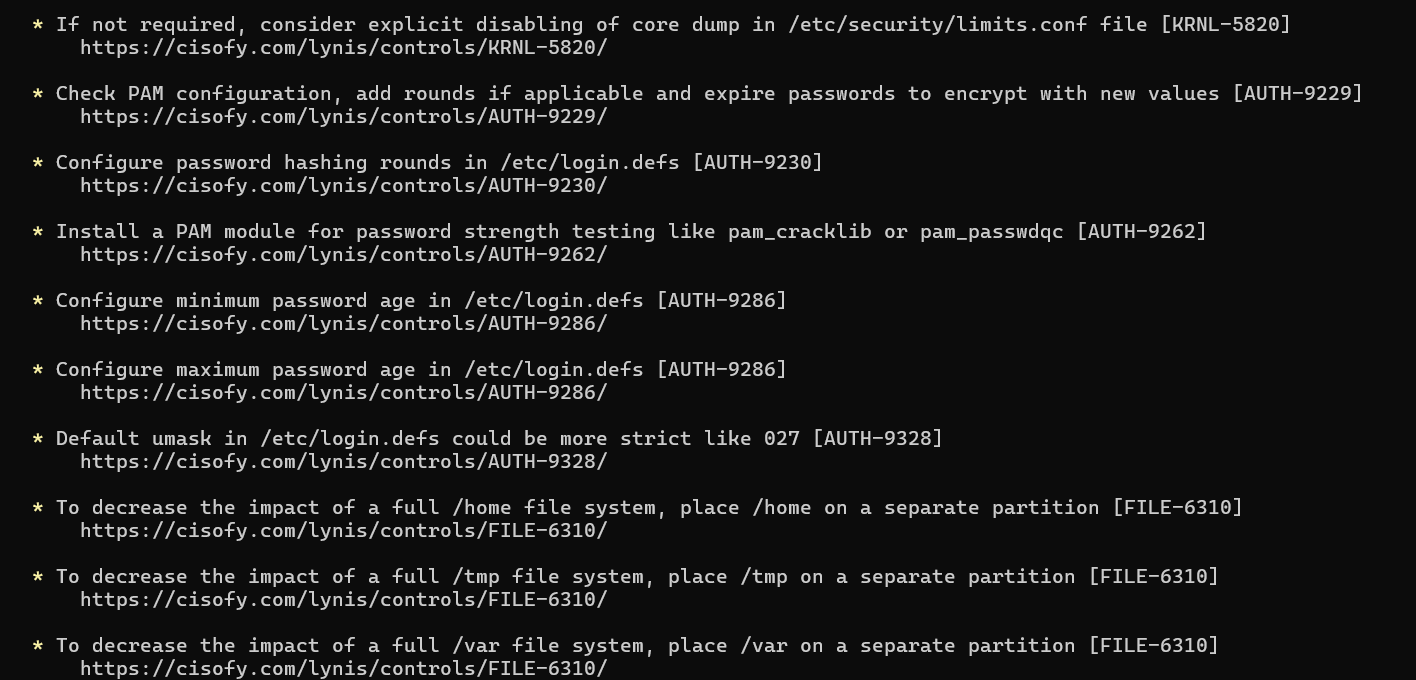 * If not required, consider explicit disabling of core dump in /etc/security/limits.conf file [KRNL-5820]
https://cisofy.com/lynis/controls/KRNL-5820/
* Check PAM configuration, add rounds if applicable and expire passwords to encrypt with new values [AUTH-9229]
https://cisofy.com/lynis/controls/AUTH-9229/
* Configure password hashing rounds in /etc/login.defs [AUTH-9230]
https://cisofy.com/lynis/controls/AUTH-9230/
* Install a PAM module for password strength testing like pam_cracklib or pam_passwdqc [AUTH-9262]
https://cisofy.com/lynis/controls/AUTH-9262/
* Configure minimum password age in /etc/login.defs [AUTH-9286]
https://cisofy.com/lynis/controls/AUTH-9286/
* Configure maximum password age in /etc/login.defs [AUTH-9286]
https://cisofy.com/lynis/controls/AUTH-9286/
* Default umask in /etc/login.defs could be more strict like 027 [AUTH-9328]
https://cisofy.com/lynis/controls/AUTH-9328/
* To decrease the impact of a full /home file system, place /home on a separate partition [FILE-6310]
https://cisofy.com/lynis/controls/FILE-6310/
* To decrease the impact of a full /tmp file system, place /tmp on a separate partition [FILE-6310]
https://cisofy.com/lynis/controls/FILE-6310/
* To decrease the impact of a full /var file system, place /var on a separate partition [FILE-6310]
https://cisofy.com/lynis/controls/FILE-6310/